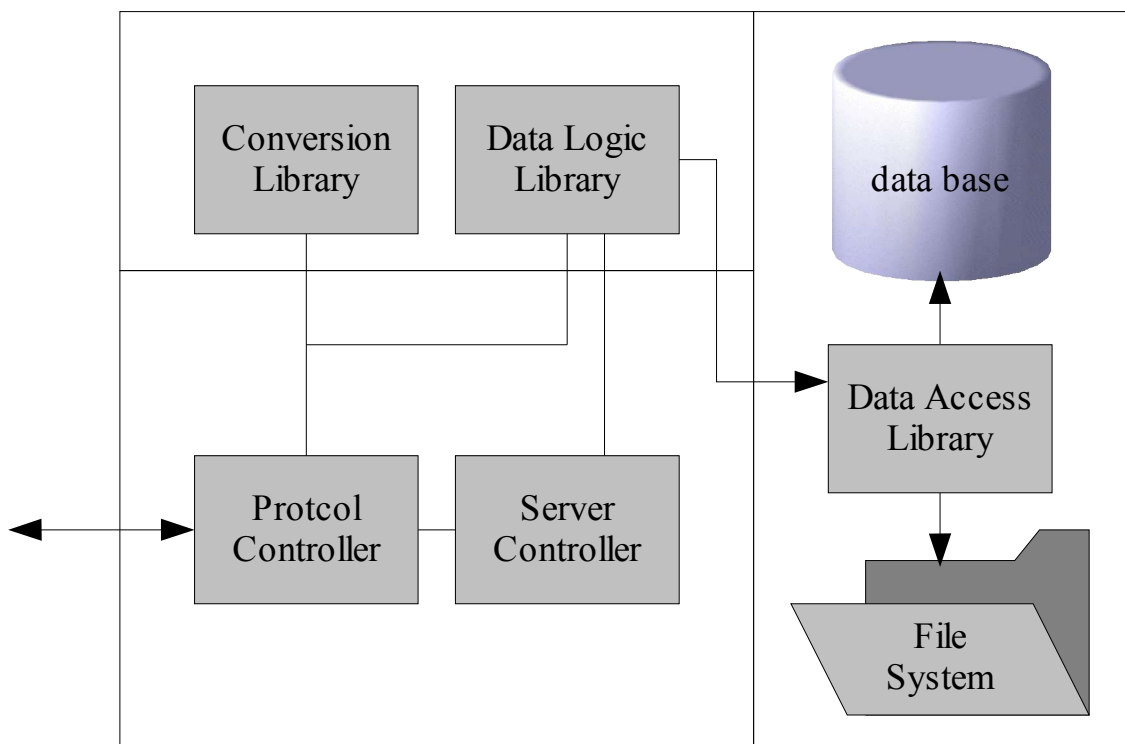 Conversion
Library
Data Logic
Library
data base
Data Access
Library
Protcol
Controller
Server
Controller
File
System